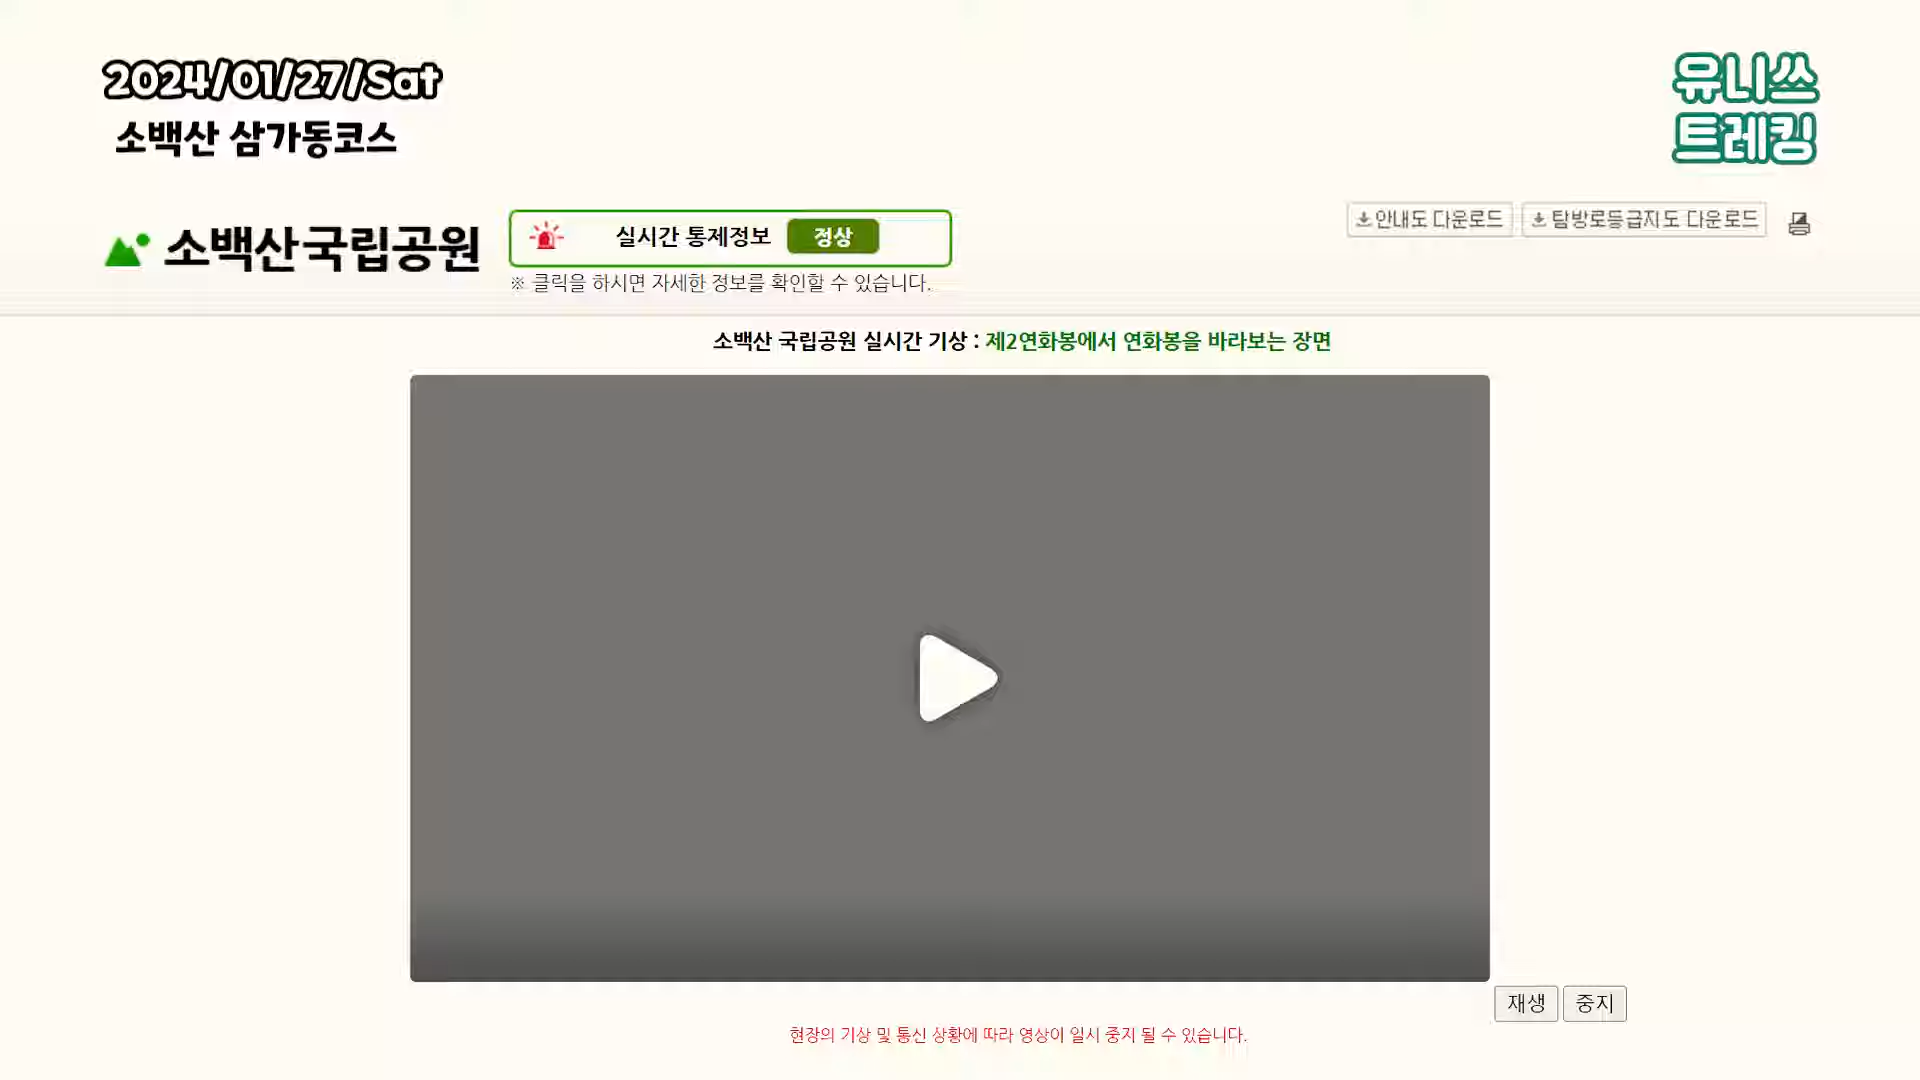 2024/01/27/Sat
소백산 삼가동코스
유니쓰
트레킹
소백산국립공원
실시간 통제정보 정상
※ 클릭을 하시면 자세한 정보를 확인할 수 있습니다.
안내도 다운로드
탐방로등급지도 다운로드
소백산 국립공원 실시간 기상 : 제2연화봉에서 연화봉을 바라보는 장면
재생 중지
현장의 기상 및 통신 상황에 따라 영상이 일시 중지 될 수 있습니다.